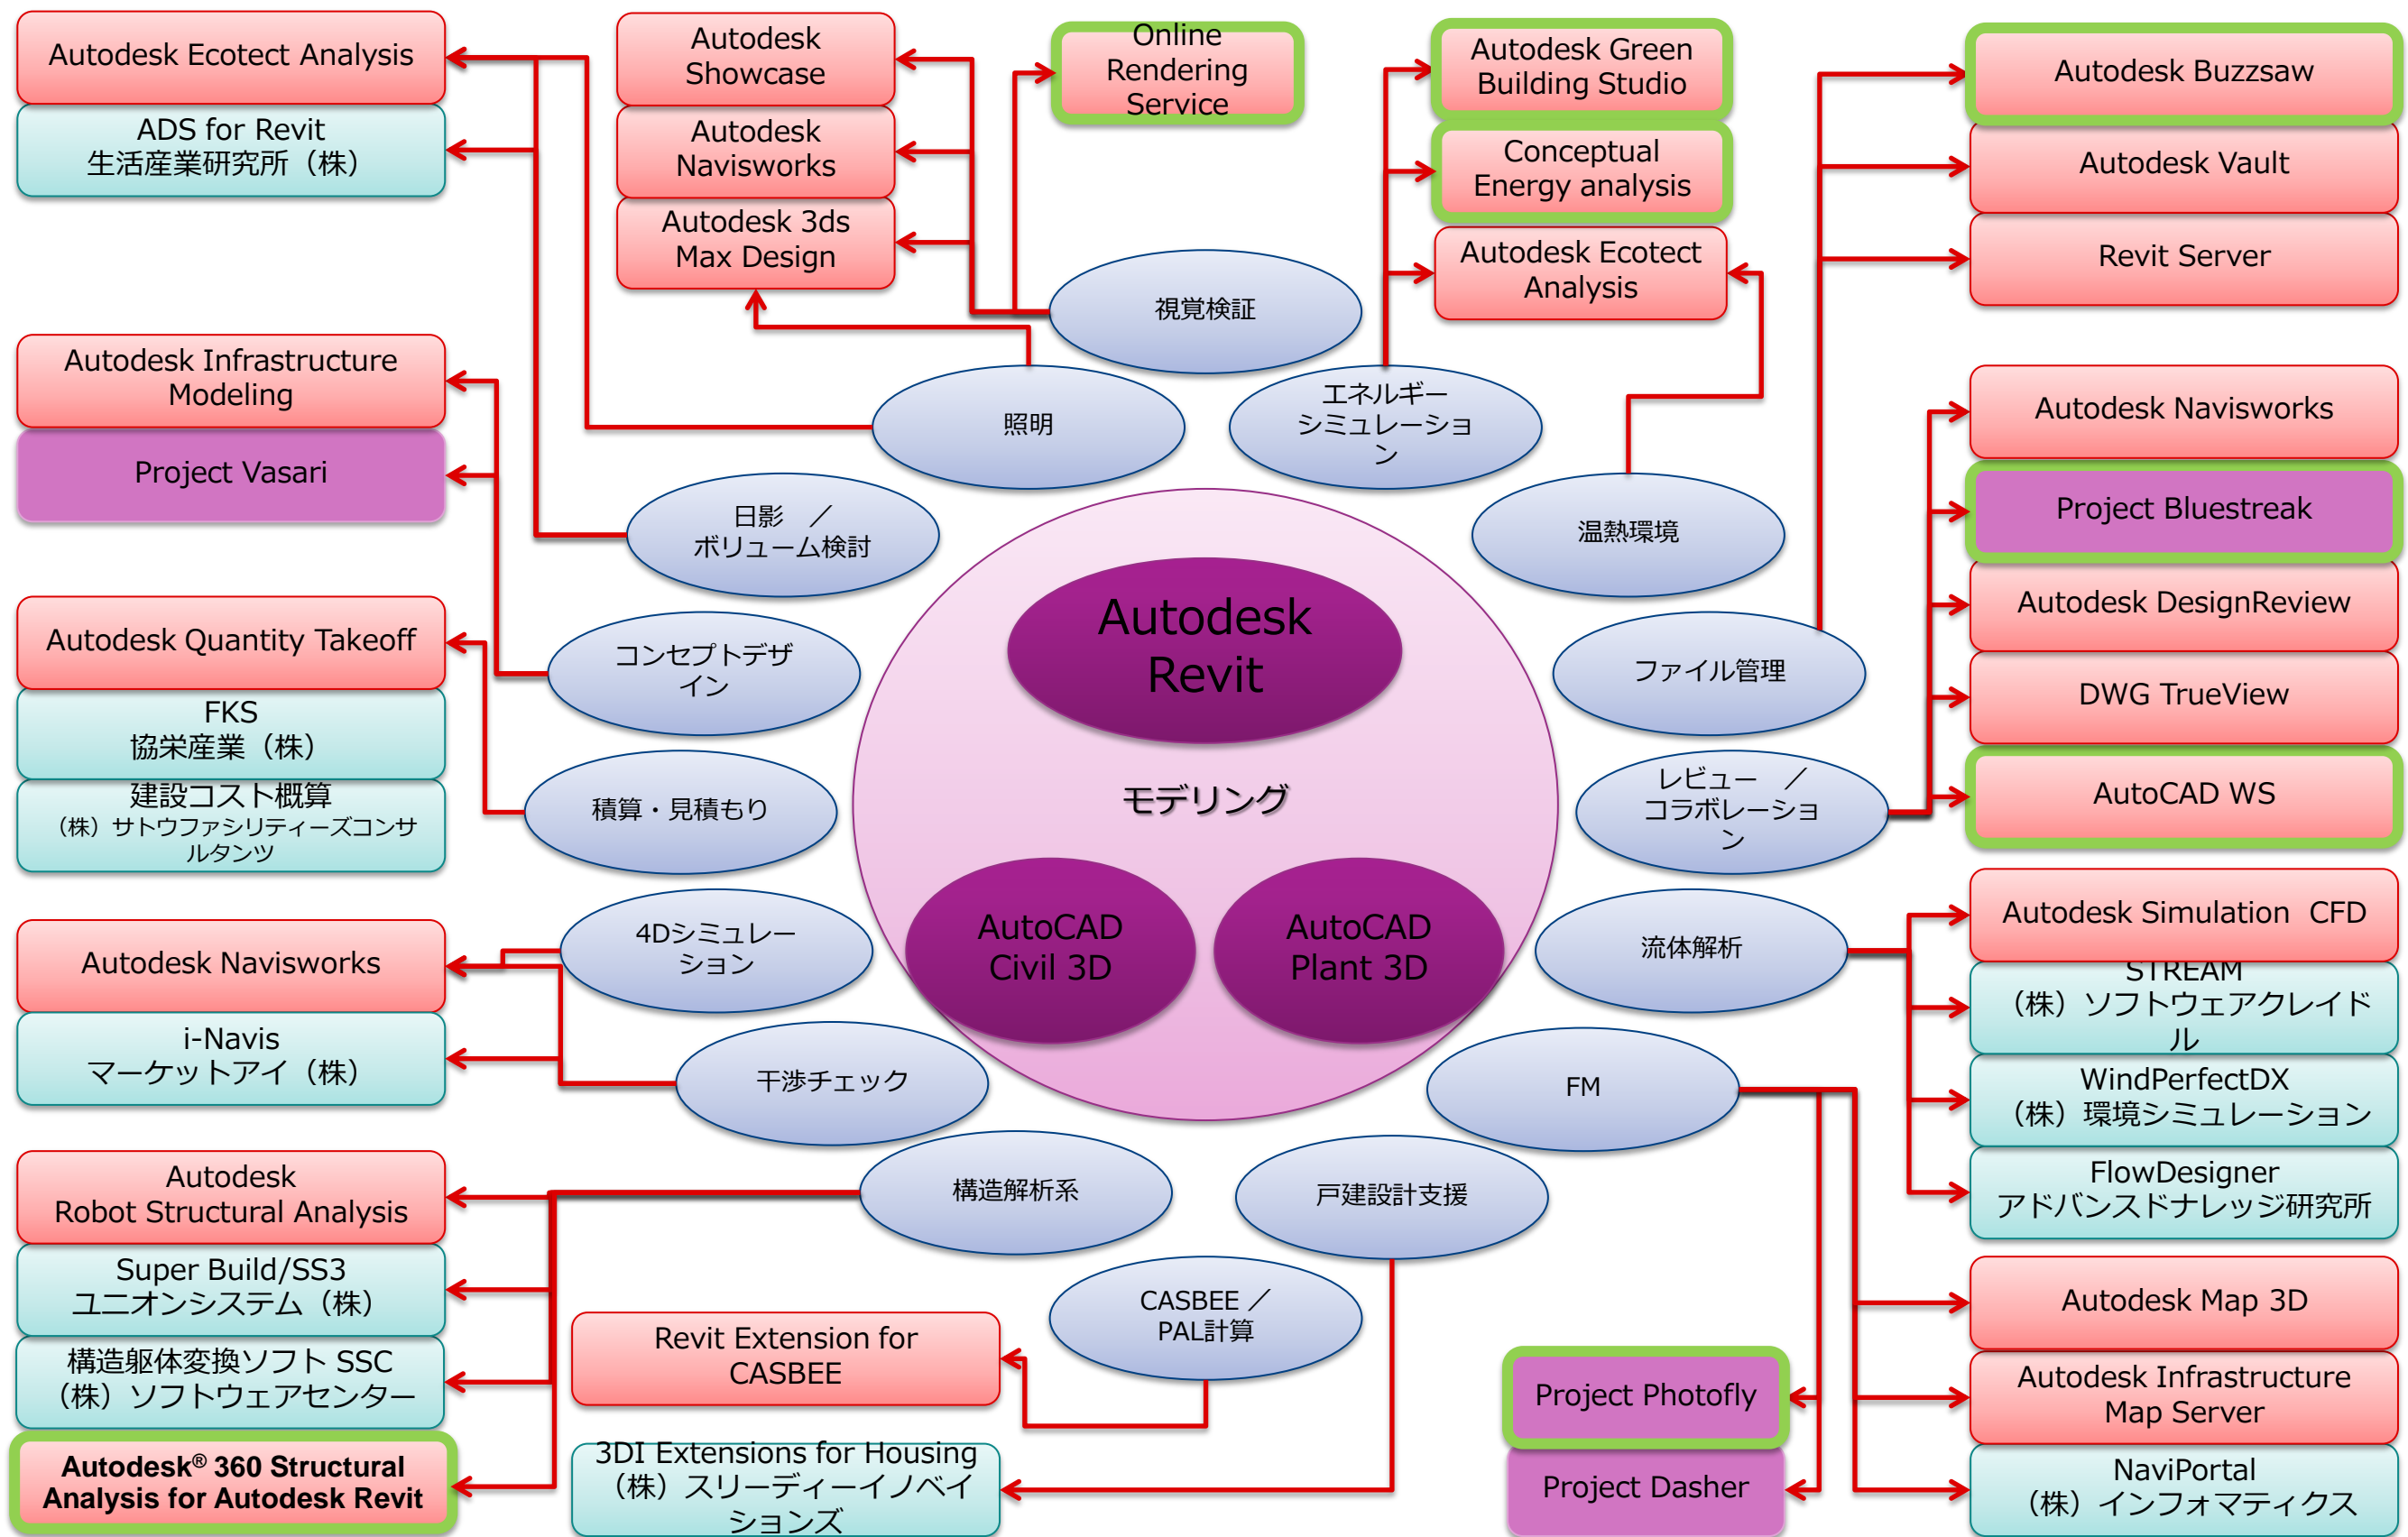 Autodesk Ecotect Analysis
ADS for Revit
生活産業研究所（株）
Autodesk
Showcase
Autodesk
Navisworks
Autodesk 3ds
Max Design
Online
Rendering
Service
Autodesk Green
Building Studio
Conceptual
Energy analysis
Autodesk Ecotect
Analysis
Autodesk Buzzsaw
Autodesk Vault
Revit Server
Autodesk Infrastructure
Modeling
Project Vasari
視覚検証
照明
エネルギー
シミュレーショ
ン
日影　／
ボリューム検討
温熱環境
Autodesk Navisworks
Project Bluestreak
Autodesk DesignReview
DWG TrueView
AutoCAD WS
Autodesk Quantity Takeoff
FKS
協栄産業（株）
建設コスト概算
（株）サトウファシリティーズコンサ
ルタンツ
コンセプトデザ
イン
積算・見積もり
Autodesk
Revit
モデリング
AutoCAD
Civil 3D
AutoCAD
Plant 3D
ファイル管理
レビュー　／
コラボレーショ
ン
Autodesk Navisworks
i-Navis
マーケットアイ（株）
4Dシミュレー
ション
干渉チェック
流体解析
FM
Autodesk Simulation  CFD
STREAM
（株）ソフトウェアクレイド
ル
WindPerfectDX
（株）環境シミュレーション
FlowDesigner
アドバンスドナレッジ研究所
Autodesk
Robot Structural Analysis
Super Build/SS3
ユニオンシステム（株）
構造躯体変換ソフト SSC
（株）ソフトウェアセンター
Autodesk® 360 Structural
Analysis for Autodesk Revit
構造解析系
戸建設計支援
CASBEE ／
PAL計算
Revit Extension for
CASBEE
3DI Extensions for Housing
（株）スリーディーイノベイ
ションズ
Project Photofly
Project Dasher
Autodesk Map 3D
Autodesk Infrastructure
Map Server
NaviPortal
（株）インフォマティクス